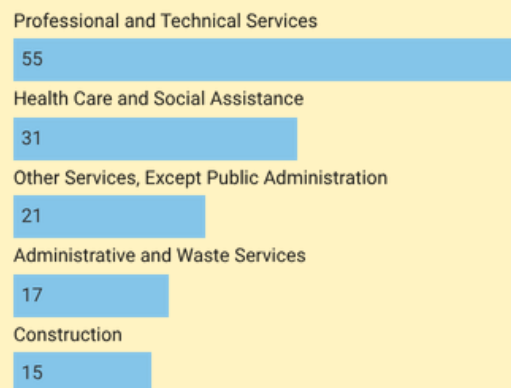 Professional and Technical Services
55
Health Care and Social Assistance
31
Other Services, Except Public Administration
21
Administrative and Waste Services
17
Construction
15